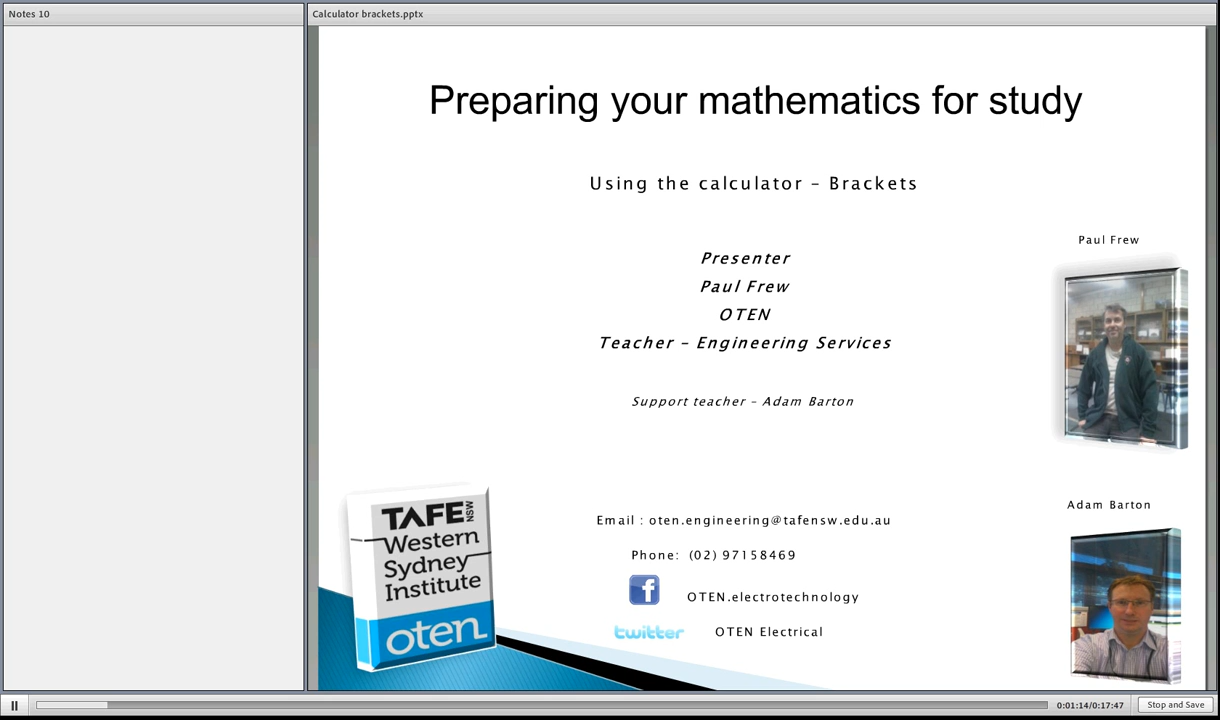 Notes 10
Calculator brackets.pptx
Preparing your mathematics for study
Using the calculator – Brackets
Presenter
Paul Frew
OTEN
Teacher – Engineering Services
Support teacher – Adam Barton
Paul Frew
Adam Barton
TAFE NSW
Western
Sydney
Institute
oten
Email : oten.engineering@tafensw.edu.au
Phone: (02) 97158469
f OTEN.electrotechnology
twitter OTEN Electrical
0:01:14/0:17:47
Stop and Save